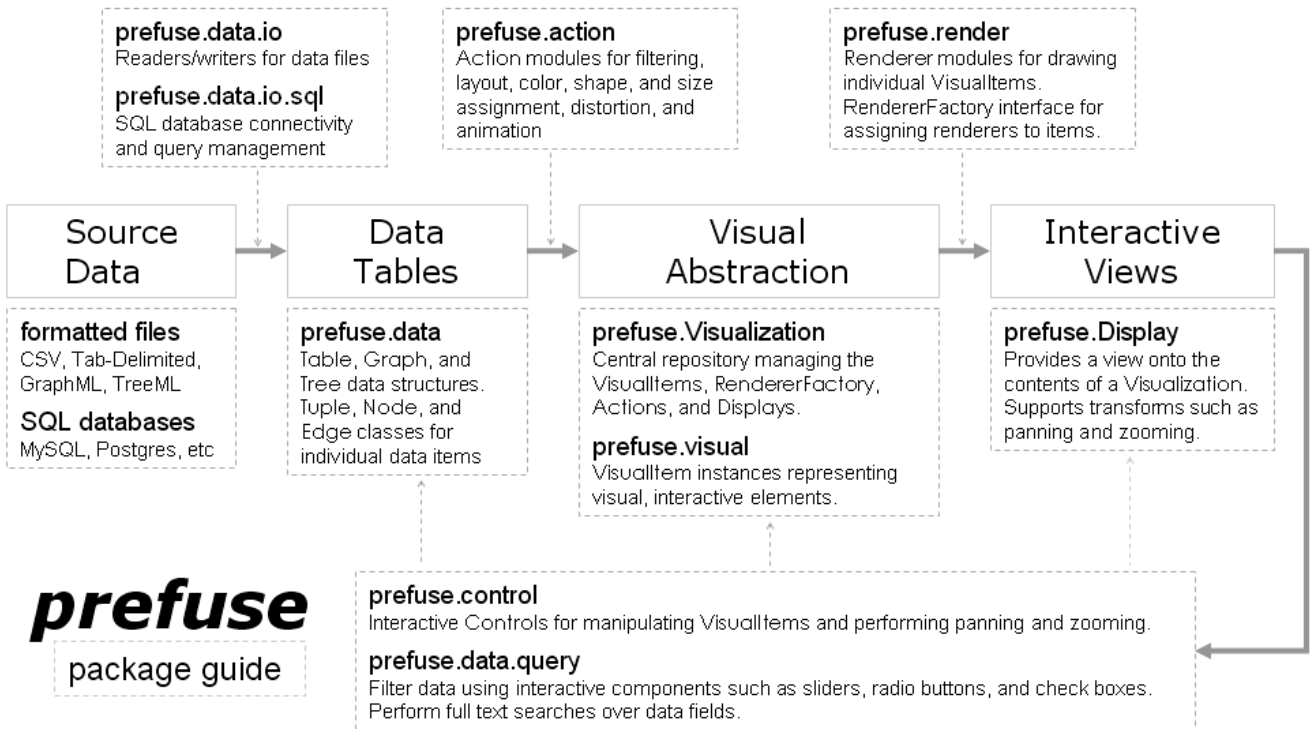 prefuse.data.io
Readers/writers for data files
prefuse.data.io.sql
SQL database connectivity
and query management
prefuse.action
Action modules for filtering,
layout, color, shape, and size
assignment, distortion, and
animation
prefuse.render
Renderer modules for drawing
individual VisualItems.
RendererFactory interface for
assigning renderers to items.
Source
Data
Data
Tables
Visual
Abstraction
Interactive
Views
formatted files
CSV, Tab-Delimited,
GraphML, TreeML
SQL databases
MySQL, Postgres, etc
prefuse.data
Table, Graph, and
Tree data structures.
Tuple, Node, and
Edge classes for
individual data items
prefuse.Visualization
Central repository managing the
VisualItems, RendererFactory,
Actions, and Displays.
prefuse.visual
VisualItem instances representing
visual, interactive elements.
prefuse.Display
Provides a view onto the
contents of a Visualization.
Supports transforms such as
panning and zooming.
prefuse
package guide
prefuse.control
Interactive Controls for manipulating VisualItems and performing panning and zooming.
prefuse.data.query
Filter data using interactive components such as sliders, radio buttons, and check boxes.
Perform full text searches over data fields.